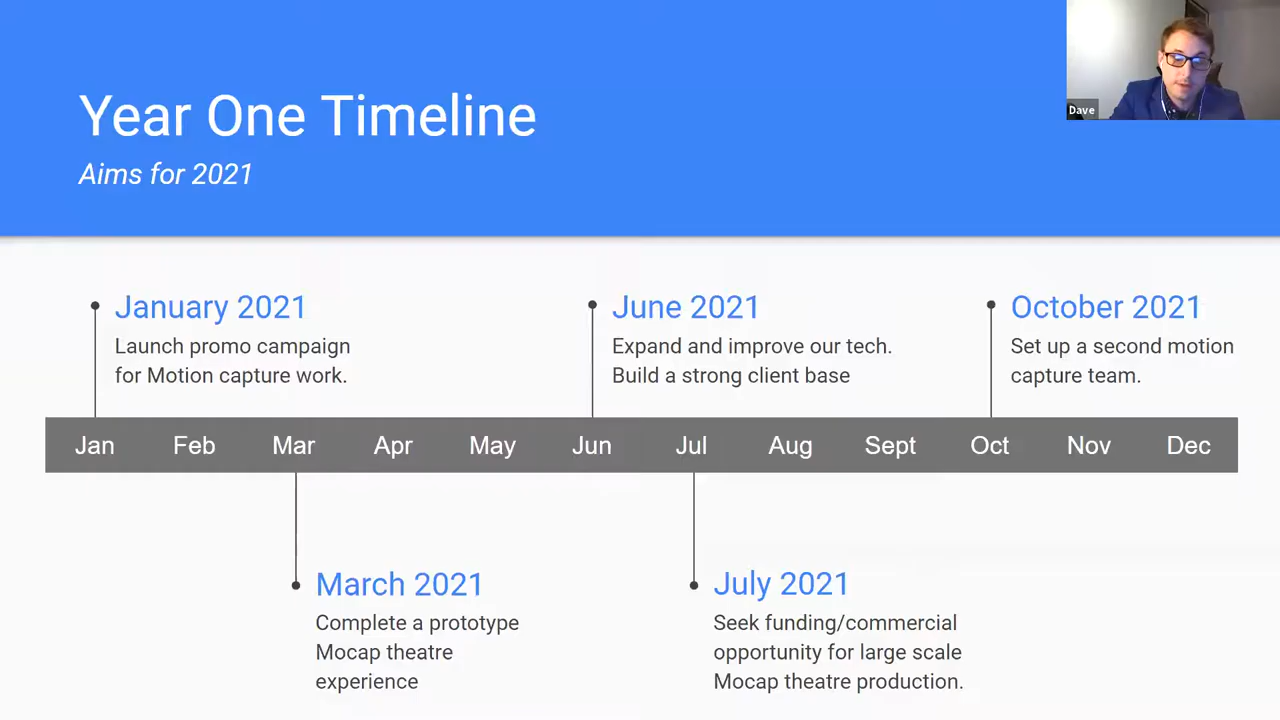 Year One Timeline
Aims for 2021
Dave
January 2021
Launch promo campaign
for Motion capture work.
June 2021
Expand and improve our tech.
Build a strong client base
October 2021
Set up a second motion
capture team.
Jan Feb Mar Apr May Jun Jul Aug Sept Oct Nov Dec
March 2021
Complete a prototype
Mocap theatre
experience
July 2021
Seek funding/commercial
opportunity for large scale
Mocap theatre production.